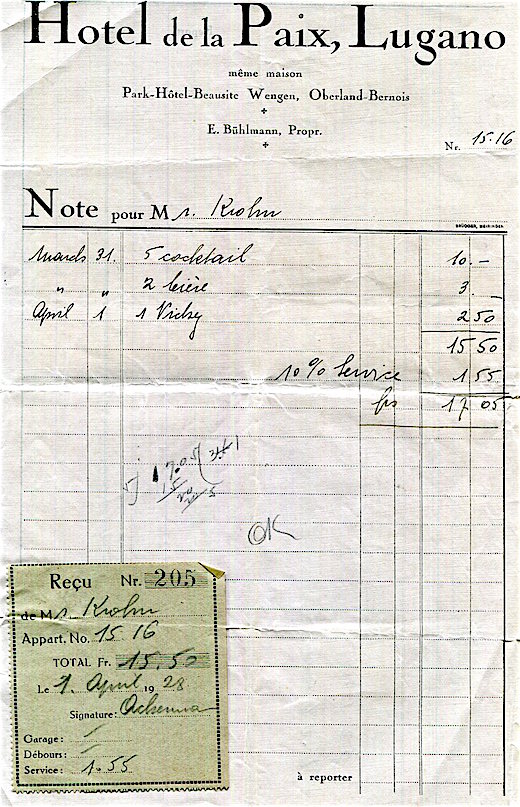 Hotel de la Paix, Lugano
même maison
Park-Hôtel-Beausite Wengen, Oberland-Bernois
E. Bühlmann, Propr.
Nr. 15.16
Note pour Mr. Krohn
March 31. 5 cocktail 10.–
" " 2 bière 3.
April 1 1 Vichy 2 50
15 50
10% Service 1 55
frs 17 05
OK
Reçu Nr. 205
de Mr. Krohn
Appart. No. 15 16
TOTAL Fr. 15.50
Le 1. April 1928
Signature:
Garage: /
Débours: /
Service: 1.55
à reporter